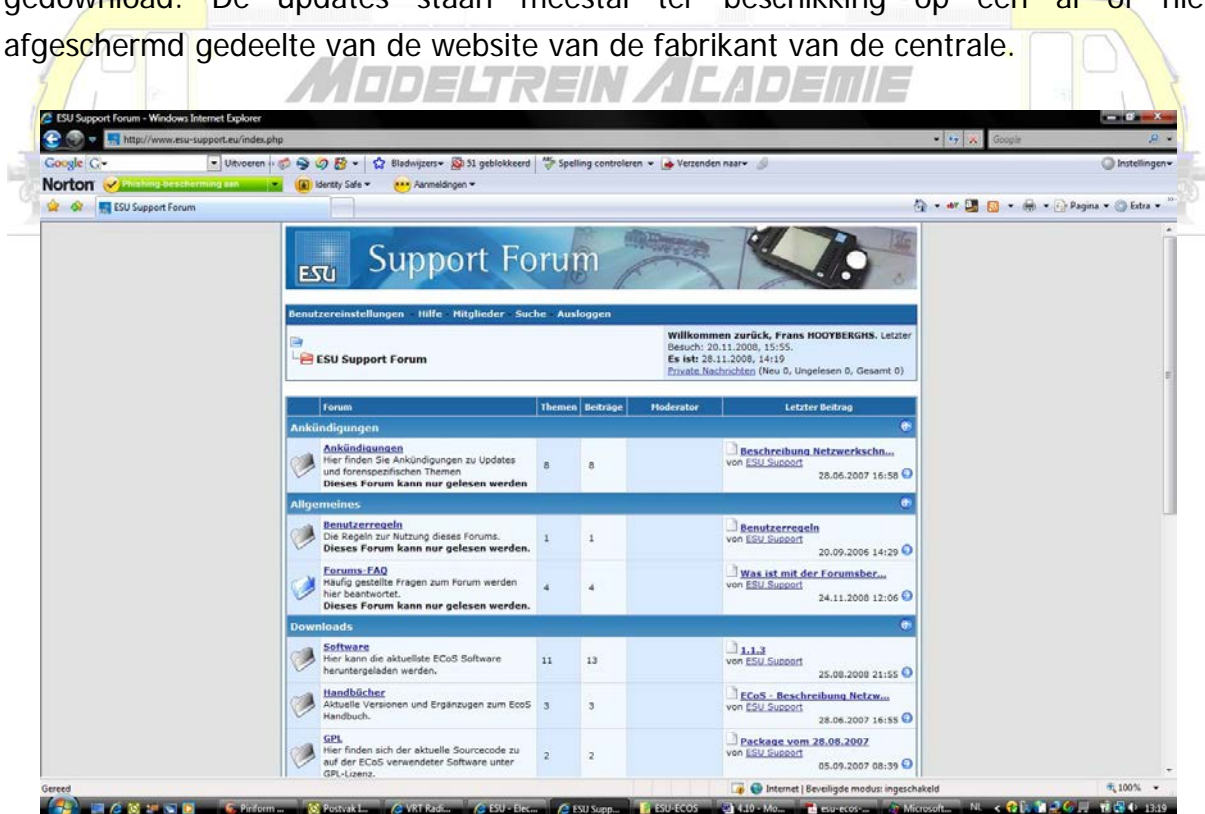 gedownload. De updates staan meestal ter beschikking op een al of nie
afgeschermd gedeelte van de website van de fabrikant van de centrale.
MODELTREIN ACADEMIE
ESU Support Forum - Windows Internet Explorer
http://www.esu-support.eu/index.php
Google
Google G Uitvoeren Bladwijzers 51 geblokkeerd Spelling controleren Verzenden naar Instellingen
Norton Phishing-bescherming aan Identity Safe Aanmeldingen
ESU Support Forum
Pagina Extra
ESU Support Forum
Benutzereinstellungen - Hilfe - Mitglieder - Suche - Ausloggen
ESU Support Forum
Willkommen zurück, Frans HOOYBERGHS. Letzter
Besuch: 20.11.2008, 15:55.
Es ist: 28.11.2008, 14:19
Private Nachrichten (Neu 0, Ungelesen 0, Gesamt 0)
Forum Themen Beiträge Moderator Letzter Beitrag
Ankündigungen
Ankündigungen
Hier finden Sie Ankündigungen zu Updates
und forenspezifischen Themen
Dieses Forum kann nur gelesen werden
8 8
Beschreibung Netzwerkschn...
von ESU Support
28.06.2007 16:58
Allgemeines
Benutzerregeln
Die Regeln zur Nutzung dieses Forums.
Dieses Forum kann nur gelesen werden.
1 1
Benutzerregeln
von ESU Support
20.09.2006 14:29
Forums-FAQ
Häufig gestellte Fragen zum Forum werden
hier beantwortet.
Dieses Forum kann nur gelesen werden.
4 4
Was ist mit der Forumsber...
von ESU Support
24.11.2008 12:06
Downloads
Software
Hier kann die aktuellste ECoS Software
heruntergeladen werden.
11 13
1.1.3
von ESU Support
25.08.2008 21:55
Handbücher
Aktuelle Versionen und Ergänzugen zum EcoS
Handbuch.
3 3
ECoS - Beschreibung Netzw...
von ESU Support
28.06.2007 16:55
GPL
Hier finden sich der aktuelle Sourcecode zu
auf der ECoS verwendeter Software unter
GPL-Lizenz.
2 2
Package vom 28.08.2007
von ESU Support
05.09.2007 08:39
Gereed Internet | Beveiligde modus: ingeschakeld 100%
Piriform ... Postvak I... VRT Radi... ESU - Elec... ESU Supp... ESU-ECOS 4.10 - Mo... esu-ecos-... Microsoft... NL 13:19